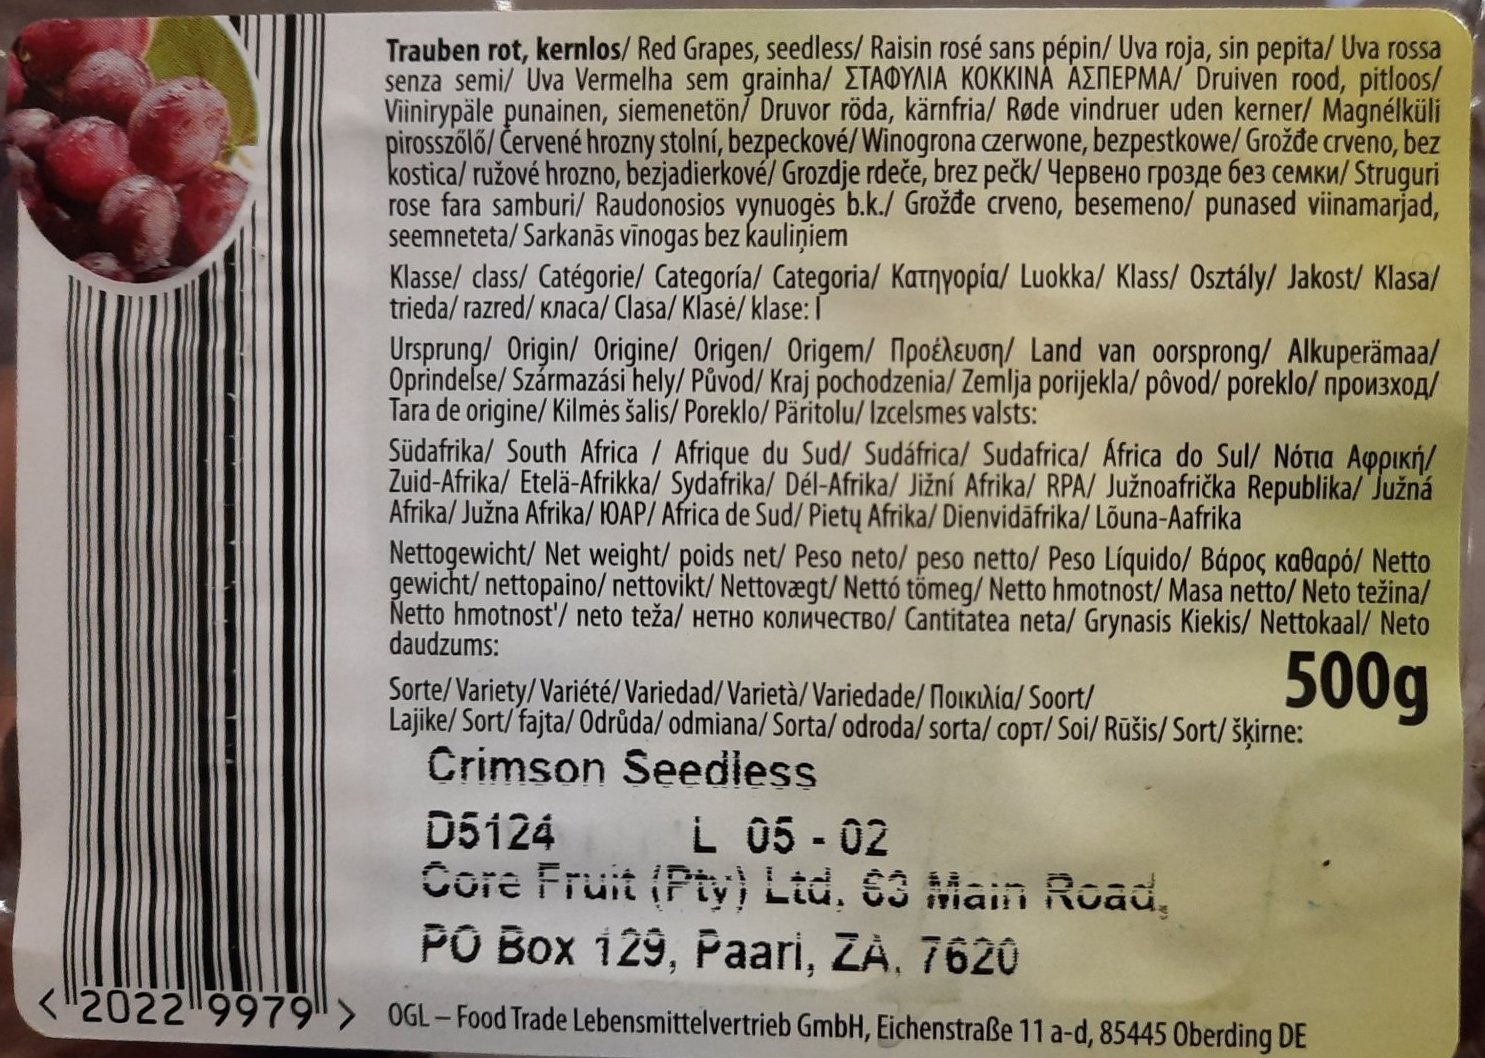 Trauben rot, kernlos/ Red Grapes, seedless/ Raisin rosé sans pépin/ Uva roja, sin pepita/ Uva rossa
senza semi/ Uva Vermelha sem grainha/ ΣΤΑΦΥΛΙΑ ΚΟΚΚΙΝΑ ΑΣΠΕΡΜΑ/ Druiven rood, pitloos/
Viinirypäle punainen, siemenetön/ Druvor röda, kärnfria/ Røde vindruer uden kerner/ Magnélküli
pirosszőlő/ Červené hrozny stolní, bezpeckové/ Winogrona czerwone, bezpestkowe/ Grožđe crveno, bez
kostica/ ružové hrozno, bezjadierkové/ Grozdje rdeče, brez pečk/ Червено грозде без семки/ Struguri
rose fara samburi/ Raudonosios vynuogės b.k./ Grožđe crveno, besemeno/ punased viinamarjad,
seemneteta/ Sarkanās vīnogas bez kauliņiem
Klasse/ class/ Catégorie/ Categoría/ Categoria/ Κατηγορία/ Luokka/ Klass/ Osztály/ Jakost/ Klasa/
trieda/ razred/ класа/ Clasa/ Klasė/ klase: I
Ursprung/ Origin/ Origine/ Origen/ Origem/ Προέλευση/ Land van oorsprong/ Alkuperämaa/
Oprindelse/ Származási hely/ Původ/ Kraj pochodzenia/ Zemlja porijekla/ pôvod/ poreklo/ произход/
Tara de origine/ Kilmės šalis/ Poreklo/ Päritolu/ Izcelsmes valsts:
Südafrika/ South Africa / Afrique du Sud/ Sudáfrica/ Sudafrica/ África do Sul/ Νότια Αφρική/
Zuid-Afrika/ Etelä-Afrikka/ Sydafrika/ Dél-Afrika/ Jižní Afrika/ RPA/ Južnoafrička Republika/ Južná
Afrika/ Južna Afrika/ ЮАР/ Africa de Sud/ Pietų Afrika/ Dienvidāfrika/ Lõuna-Aafrika
Nettogewicht/ Net weight/ poids net/ Peso neto/ peso netto/ Peso Líquido/ Βάρος καθαρό/ Netto
gewicht/ nettopaino/ nettovikt/ Nettovægt/ Nettó tömeg/ Netto hmotnost/ Masa netto/ Neto težina/
Netto hmotnost'/ neto teža/ нетно количество/ Cantitatea neta/ Grynasis Kiekis/ Nettokaal/ Neto
daudzums:
500g
Sorte/ Variety/ Variété/ Variedad/ Varietà/ Variedade/ Ποικιλία/ Soort/
Lajike/ Sort/ fajta/ Odrůda/ odmiana/ Sorta/ odroda/ sorta/ сорт/ Soi/ Rūšis/ Sort/ šķirne:
Crimson Seedless
D5124 L 05 - 02
Core Fruit (Pty) Ltd. 63 Main Road,
PO Box 129, Paarl, ZA, 7620
<20229979>
OGL – Food Trade Lebensmittelvertrieb GmbH, Eichenstraße 11 a-d, 85445 Oberding DE